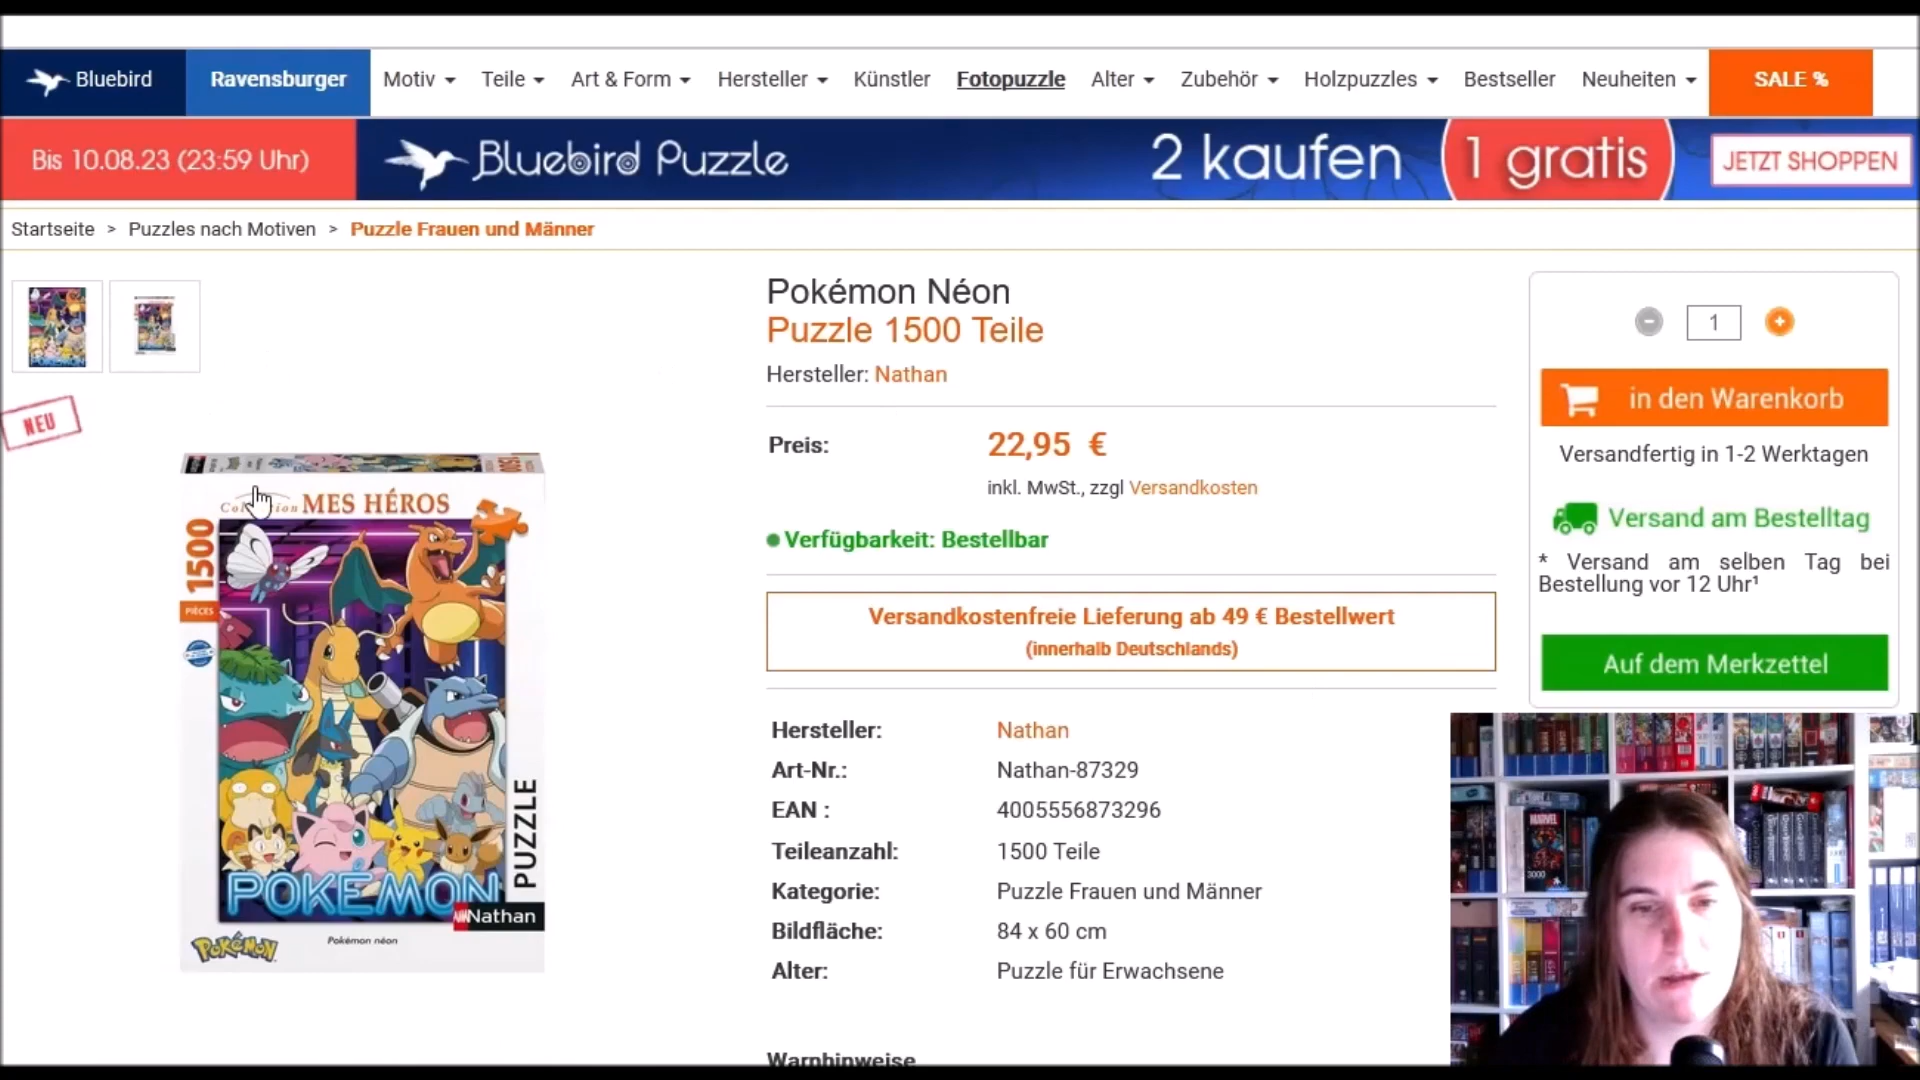 Bluebird
Ravensburger
Motiv
Teile
Art & Form
Hersteller
Künstler
Fotopuzzle
Alter
Zubehör
Holzpuzzles
Bestseller
Neuheiten
SALE %
Bis 10.08.23 (23:59 Uhr)
Bluebird Puzzle
2 kaufen
1 gratis
JETZT SHOPPEN
Startseite > Puzzles nach Motiven > Puzzle Frauen und Männer
NEU
MES HÉROS
1500
PIÈCES
POKÉMON
PUZZLE
Nathan
POKÉMON
Pokémon néon
Pokémon Néon
Puzzle 1500 Teile
Hersteller: Nathan
Preis: 22,95 €
inkl. MwSt., zzgl Versandkosten
Verfügbarkeit: Bestellbar
Versandkostenfreie Lieferung ab 49 € Bestellwert
(innerhalb Deutschlands)
Hersteller: Nathan
Art-Nr.: Nathan-87329
EAN : 4005556873296
Teileanzahl: 1500 Teile
Kategorie: Puzzle Frauen und Männer
Bildfläche: 84 x 60 cm
Alter: Puzzle für Erwachsene
Warnhinweise
1
in den Warenkorb
Versandfertig in 1-2 Werktagen
Versand am Bestelltag
* Versand am selben Tag bei
Bestellung vor 12 Uhr¹
Auf dem Merkzettel
MARVEL
3000